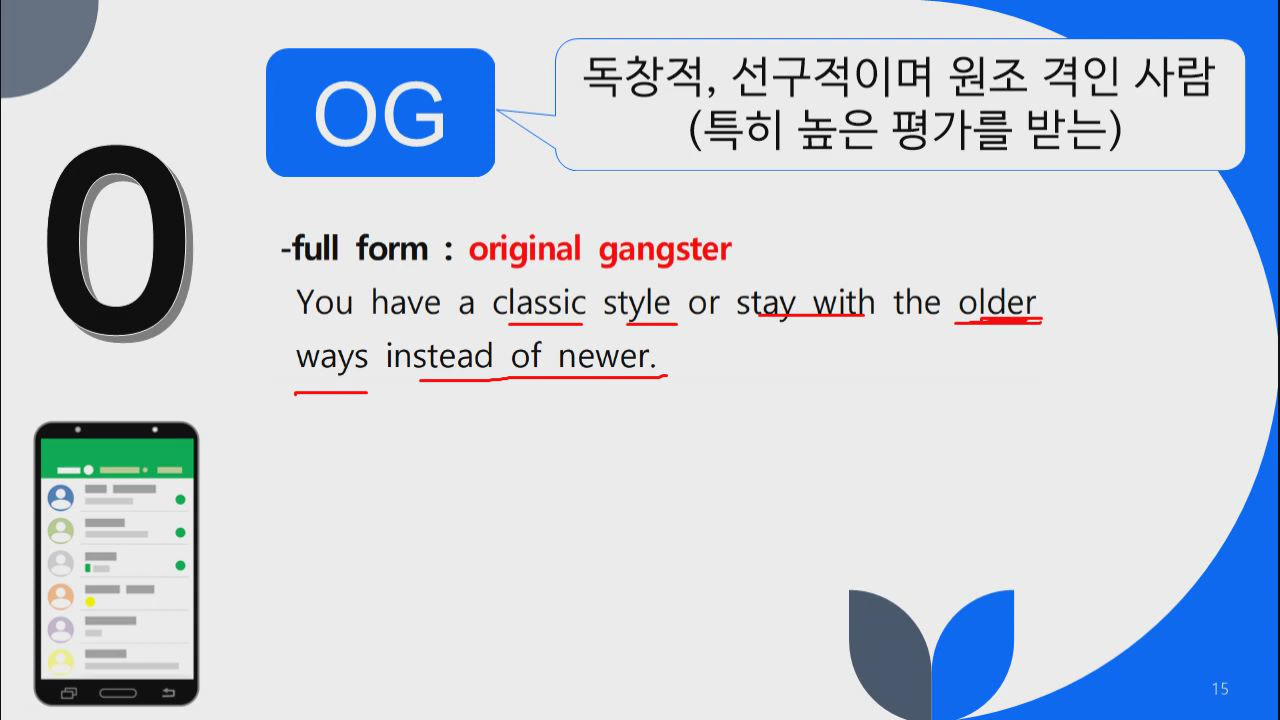 OG
독창적, 선구적이며 원조 격인 사람
(특히 높은 평가를 받는)
O
-full form : original gangster
You have a classic style or stay with the older
ways instead of newer.
15